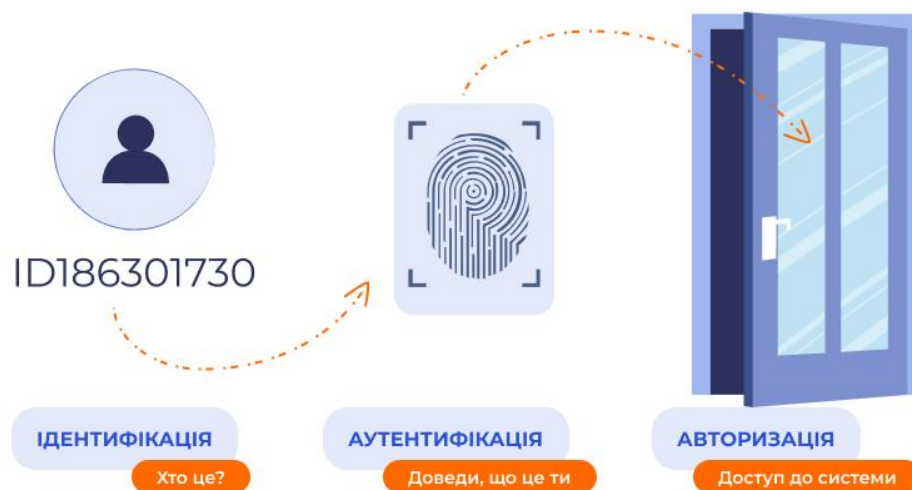 ID186301730
ІДЕНТИФІКАЦІЯ
Хто це?
АУТЕНТИФІКАЦІЯ
Доведи, що це ти
АВТОРИЗАЦІЯ
Доступ до системи